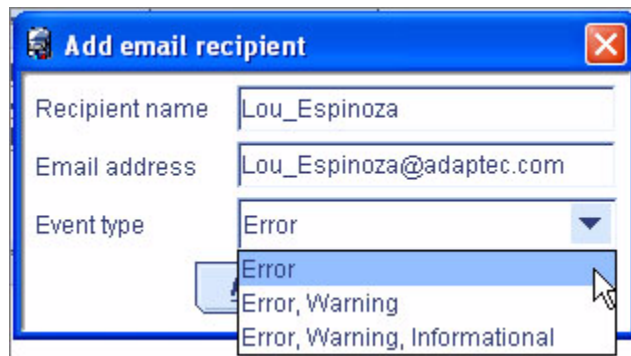 Add email recipient
Recipient name Lou_Espinoza
Email address Lou_Espinoza@adaptec.com
Event type Error
Error
Error, Warning
Error, Warning, Informational